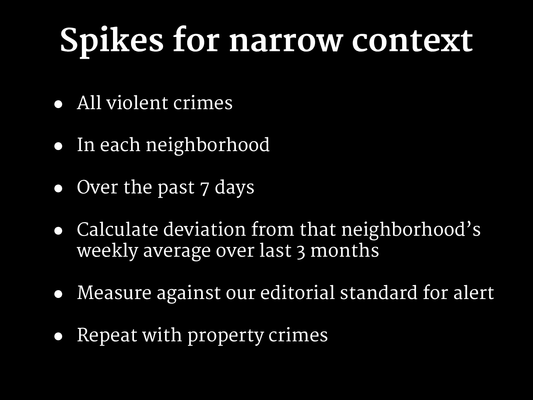 Spikes for narrow context
● All violent crimes
● In each neighborhood
● Over the past 7 days
● Calculate deviation from that neighborhood’s
weekly average over last 3 months
● Measure against our editorial standard for alert
● Repeat with property crimes